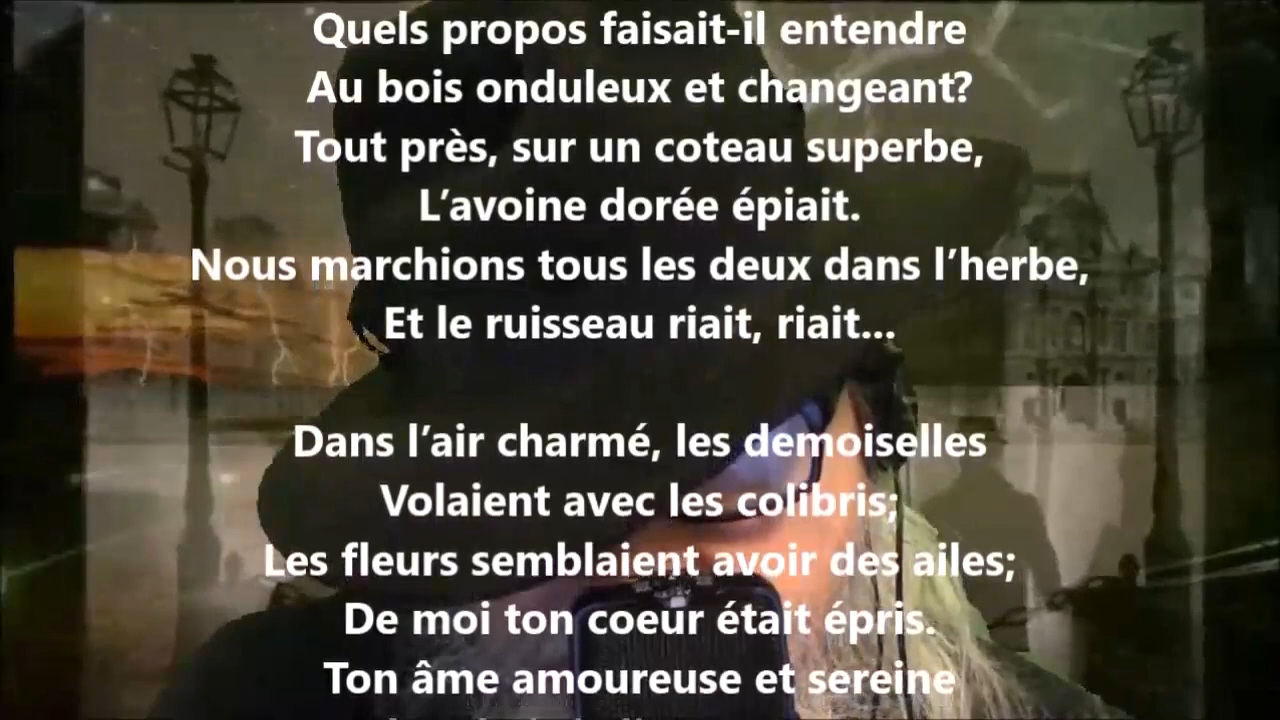 Quels propos faisait-il entendre
Au bois onduleux et changeant?
Tout près, sur un coteau superbe,
L’avoine dorée épiait.
Nous marchions tous les deux dans l’herbe,
Et le ruisseau riait, riait...
Dans l’air charmé, les demoiselles
Volaient avec les colibris;
Les fleurs semblaient avoir des ailes;
De moi ton coeur était épris.
Ton âme amoureuse et sereine